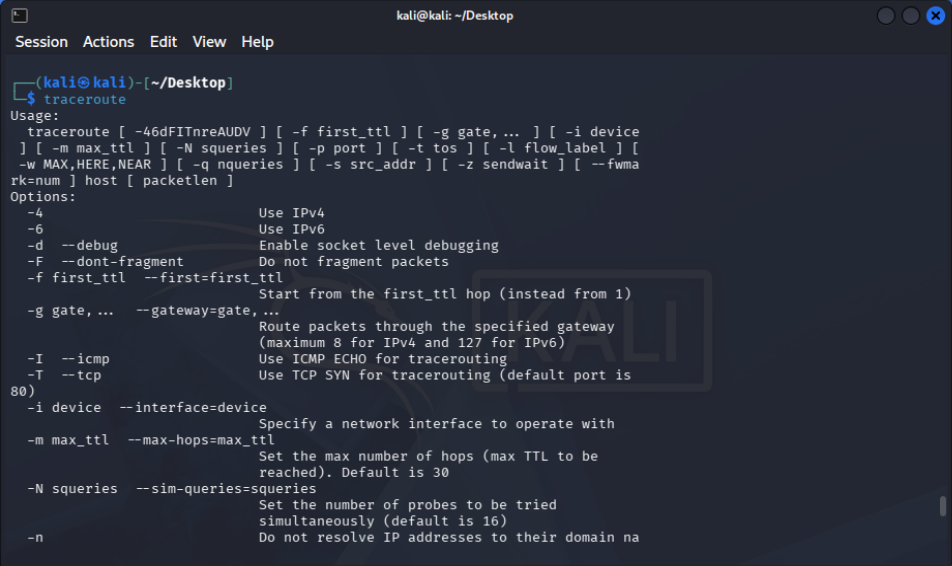 kali@kali: ~/Desktop
Session Actions Edit View Help
┌──(kali㉿kali)-[~/Desktop]
└─$ traceroute
Usage:
  traceroute [ -46dFITnreAUDV ] [ -f first_ttl ] [ -g gate,... ] [ -i device
 ] [ -m max_ttl ] [ -N squeries ] [ -p port ] [ -t tos ] [ -l flow_label ] [
 -w MAX,HERE,NEAR ] [ -q nqueries ] [ -s src_addr ] [ -z sendwait ] [ --fwma
rk=num ] host [ packetlen ]
Options:
  -4                          Use IPv4
  -6                          Use IPv6
  -d  --debug                 Enable socket level debugging
  -F  --dont-fragment         Do not fragment packets
  -f first_ttl  --first=first_ttl
                              Start from the first_ttl hop (instead from 1)
  -g gate,...  --gateway=gate,...
                              Route packets through the specified gateway
                              (maximum 8 for IPv4 and 127 for IPv6)
  -I  --icmp                  Use ICMP ECHO for tracerouting
  -T  --tcp                   Use TCP SYN for tracerouting (default port is
80)
  -i device  --interface=device
                              Specify a network interface to operate with
  -m max_ttl  --max-hops=max_ttl
                              Set the max number of hops (max TTL to be
                              reached). Default is 30
  -N squeries  --sim-queries=squeries
                              Set the number of probes to be tried
                              simultaneously (default is 16)
  -n                          Do not resolve IP addresses to their domain na
KALI